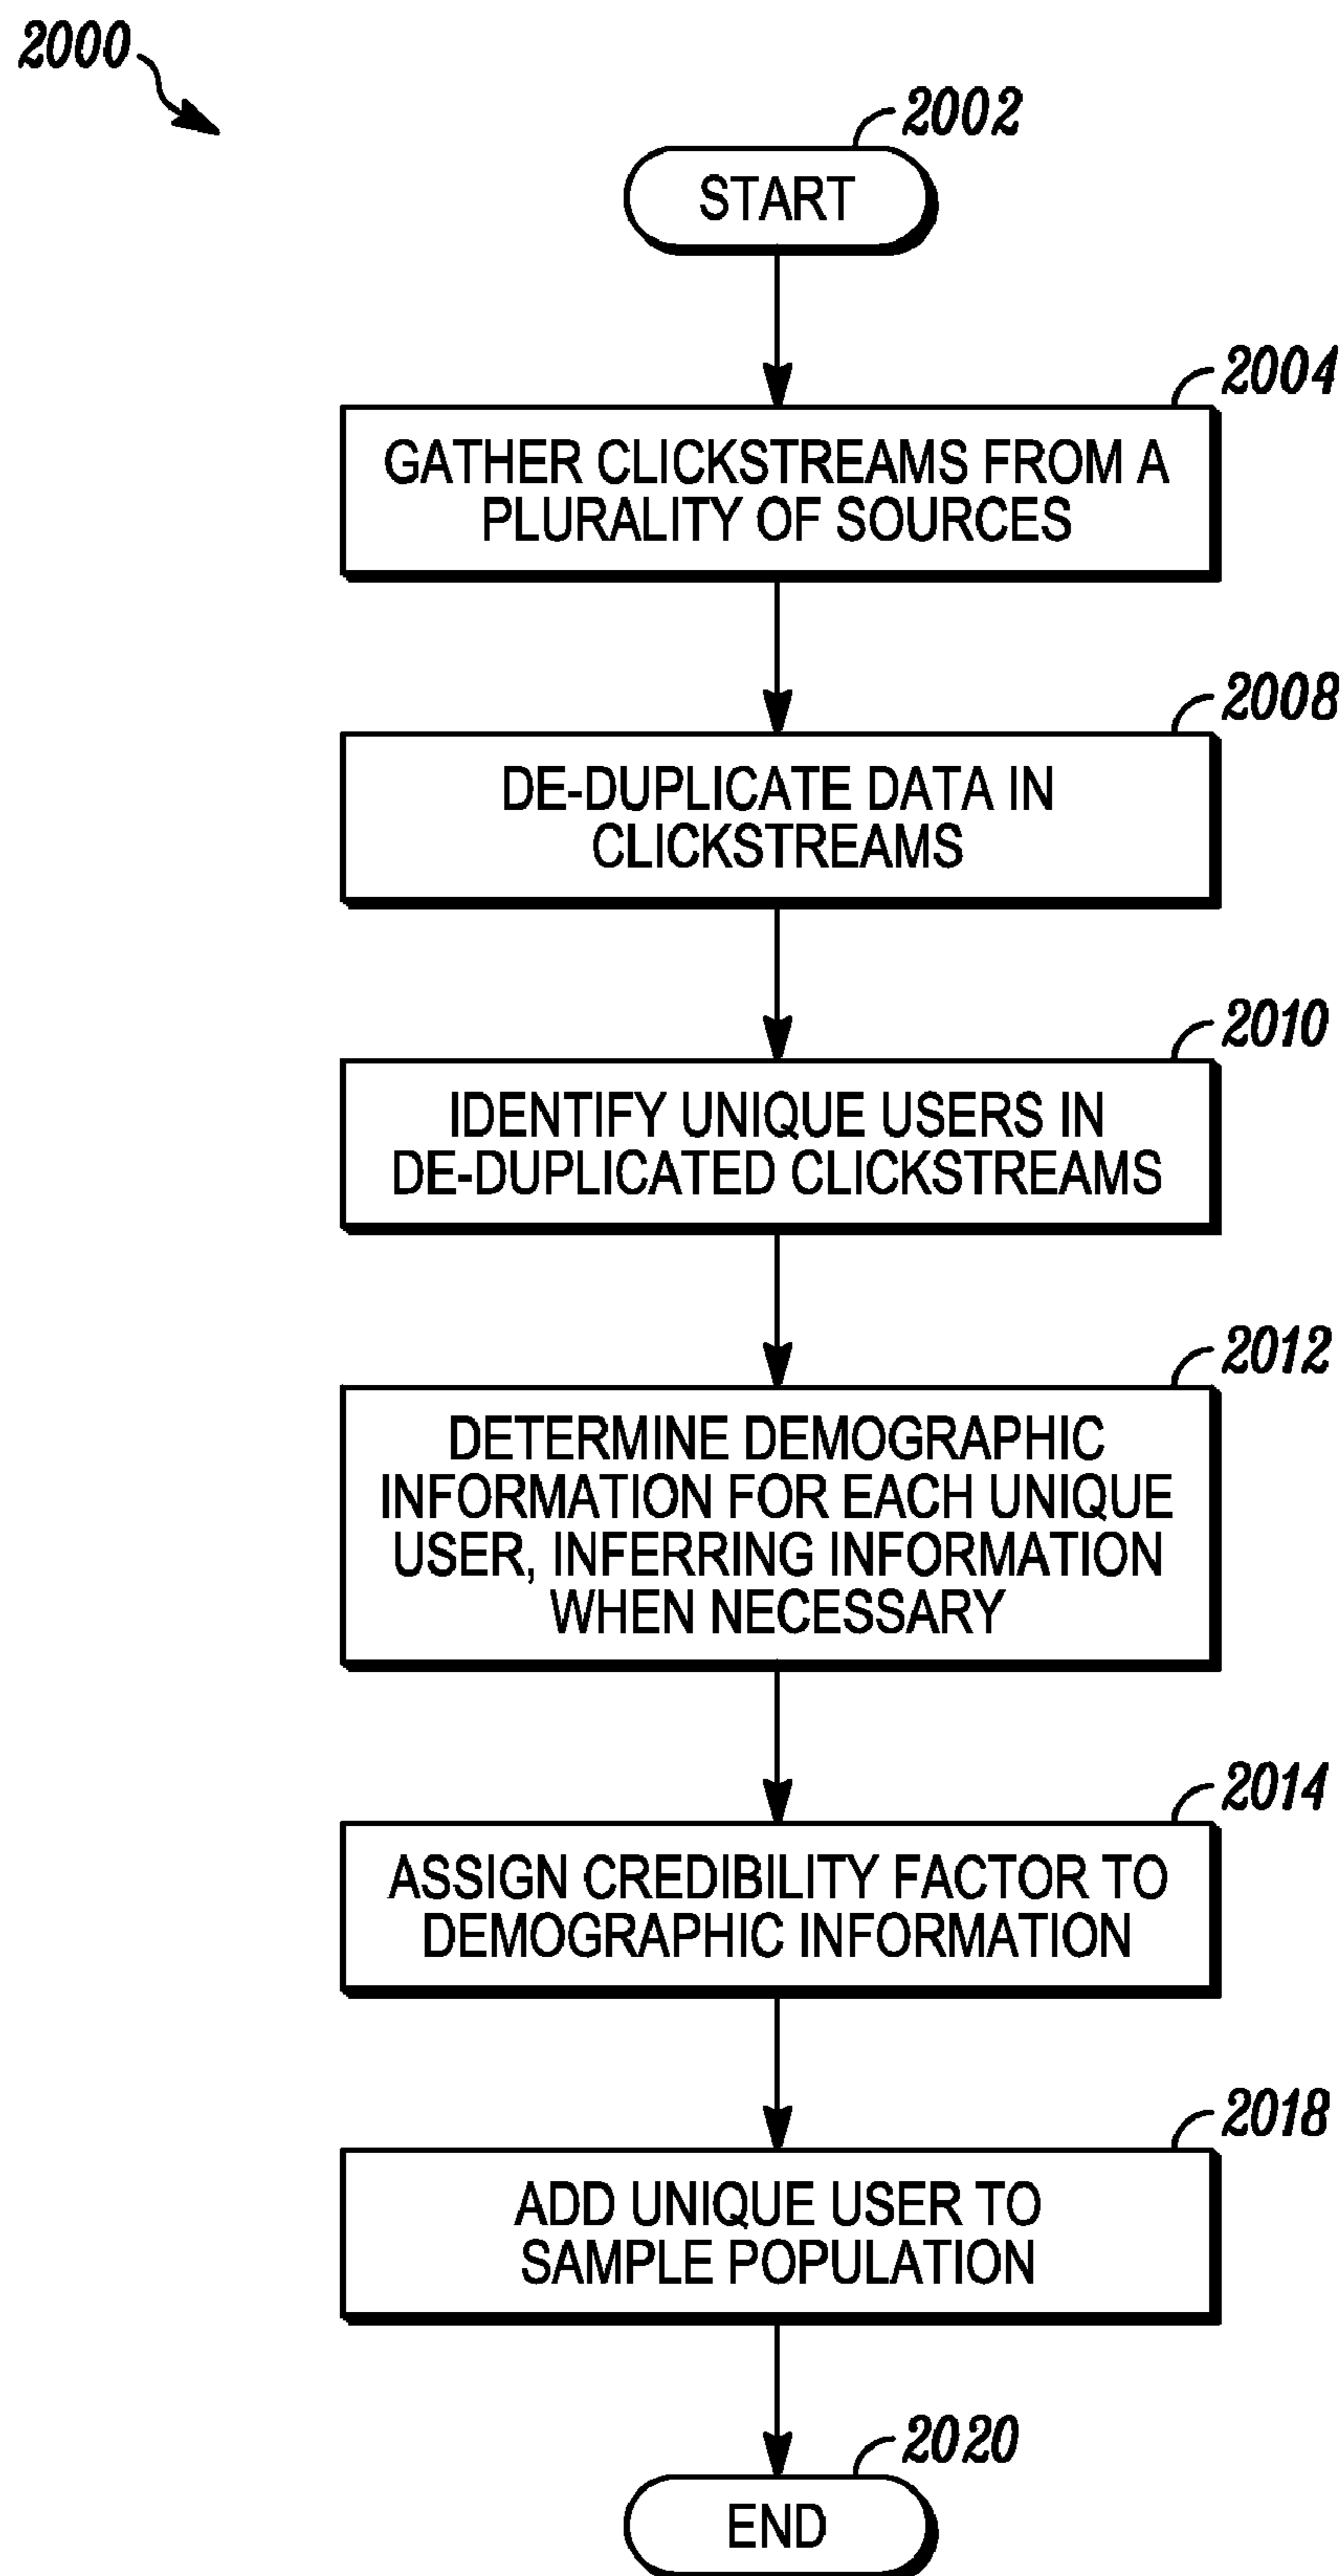 2000
2002
START
2004
GATHER CLICKSTREAMS FROM A
PLURALITY OF SOURCES
2008
DE-DUPLICATE DATA IN
CLICKSTREAMS
2010
IDENTIFY UNIQUE USERS IN
DE-DUPLICATED CLICKSTREAMS
2012
DETERMINE DEMOGRAPHIC
INFORMATION FOR EACH UNIQUE
USER, INFERRING INFORMATION
WHEN NECESSARY
2014
ASSIGN CREDIBILITY FACTOR TO
DEMOGRAPHIC INFORMATION
2018
ADD UNIQUE USER TO
SAMPLE POPULATION
2020
END